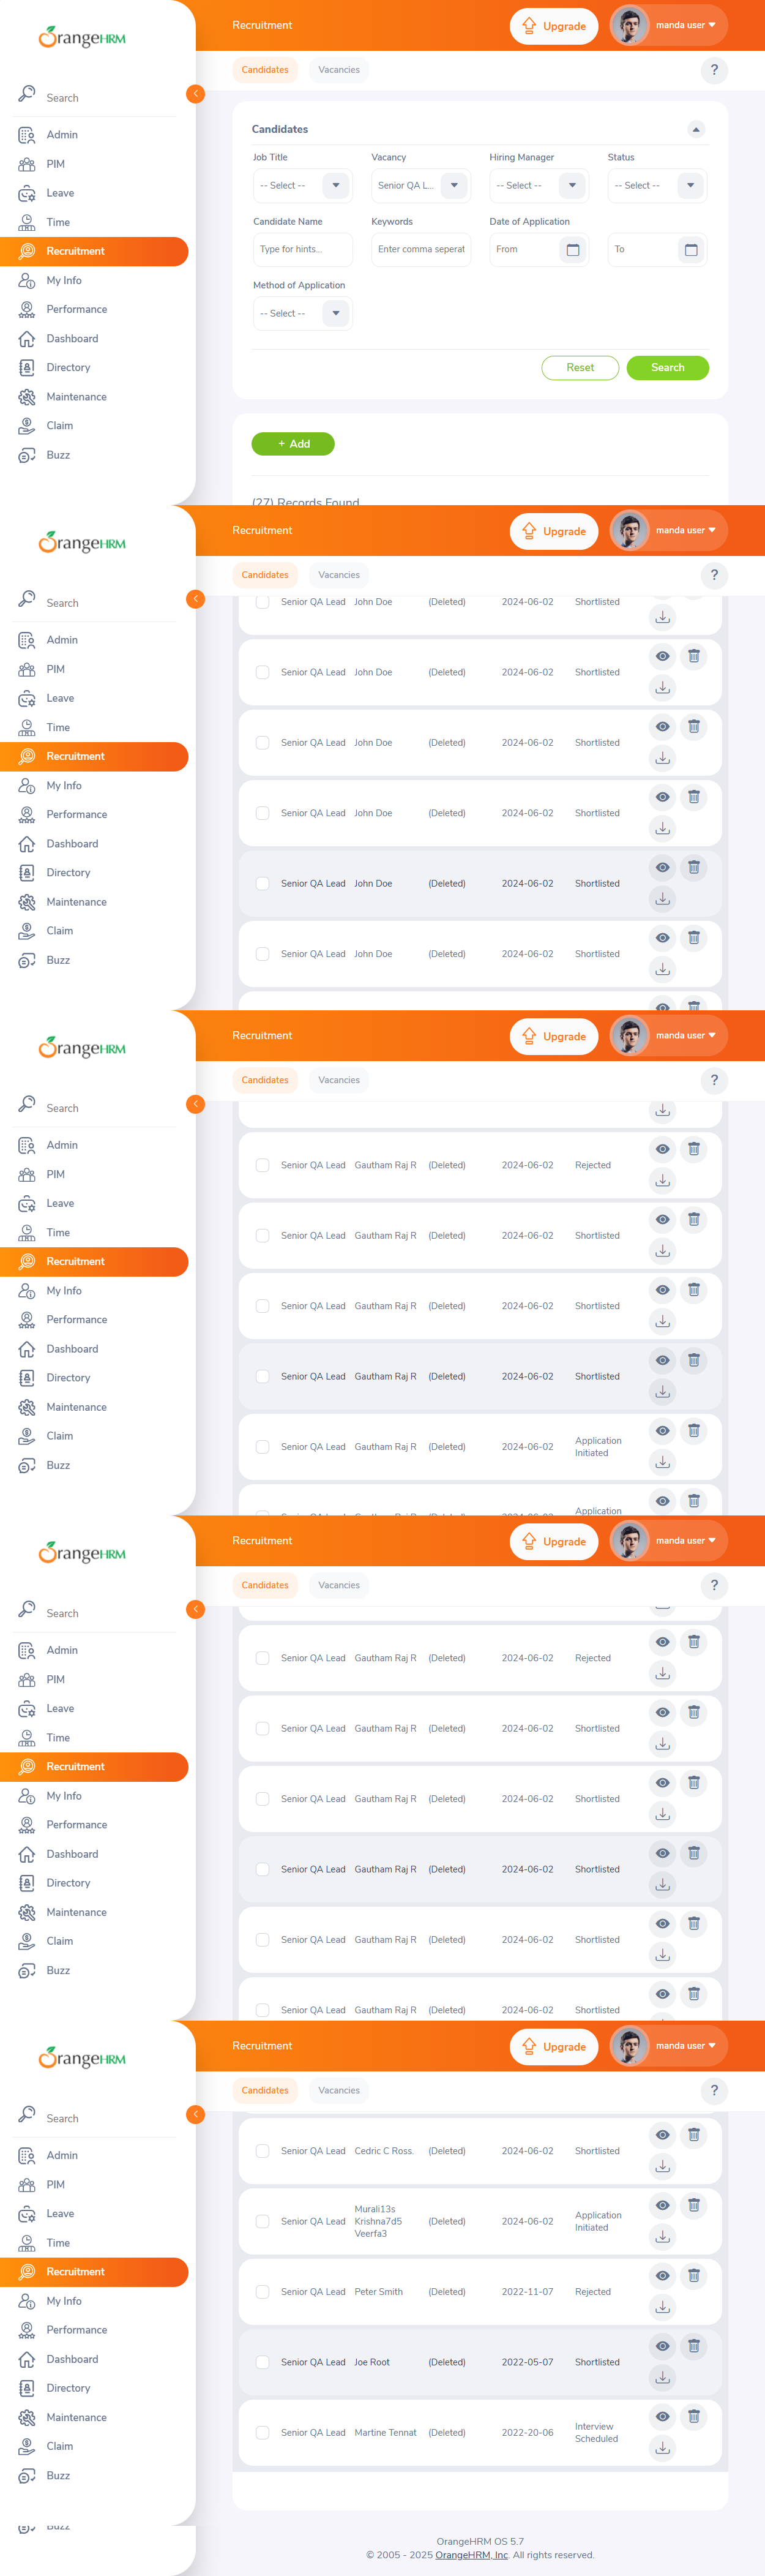 OrangeHRM
Recruitment
Upgrade
manda user
Candidates
Vacancies
?
Search
Admin
PIM
Leave
Time
Recruitment
My Info
Performance
Dashboard
Directory
Maintenance
Claim
Buzz
Candidates
Job Title
Vacancy
Hiring Manager
Status
-- Select --
Senior QA L...
-- Select --
-- Select --
Candidate Name
Keywords
Date of Application
Type for hints...
Enter comma seperat
From
To
Method of Application
-- Select --
Reset
Search
+ Add
(27) Records Found
OrangeHRM
Recruitment
Upgrade
manda user
Candidates
Vacancies
?
Search
Admin
PIM
Leave
Time
Recruitment
My Info
Performance
Dashboard
Directory
Maintenance
Claim
Buzz
Senior QA Lead John Doe (Deleted) 2024-06-02 Shortlisted
Senior QA Lead John Doe (Deleted) 2024-06-02 Shortlisted
Senior QA Lead John Doe (Deleted) 2024-06-02 Shortlisted
Senior QA Lead John Doe (Deleted) 2024-06-02 Shortlisted
Senior QA Lead John Doe (Deleted) 2024-06-02 Shortlisted
Senior QA Lead John Doe (Deleted) 2024-06-02 Shortlisted
OrangeHRM
Recruitment
Upgrade
manda user
Candidates
Vacancies
?
Search
Admin
PIM
Leave
Time
Recruitment
My Info
Performance
Dashboard
Directory
Maintenance
Claim
Buzz
Senior QA Lead Gautham Raj R (Deleted) 2024-06-02 Rejected
Senior QA Lead Gautham Raj R (Deleted) 2024-06-02 Shortlisted
Senior QA Lead Gautham Raj R (Deleted) 2024-06-02 Shortlisted
Senior QA Lead Gautham Raj R (Deleted) 2024-06-02 Shortlisted
Senior QA Lead Gautham Raj R (Deleted) 2024-06-02 Application
Initiated
Application
Senior QA Lead Gautham Raj R (Deleted) 2024-06-02
OrangeHRM
Recruitment
Upgrade
manda user
Candidates
Vacancies
?
Search
Admin
PIM
Leave
Time
Recruitment
My Info
Performance
Dashboard
Directory
Maintenance
Claim
Buzz
Senior QA Lead Gautham Raj R (Deleted) 2024-06-02 Rejected
Senior QA Lead Gautham Raj R (Deleted) 2024-06-02 Shortlisted
Senior QA Lead Gautham Raj R (Deleted) 2024-06-02 Shortlisted
Senior QA Lead Gautham Raj R (Deleted) 2024-06-02 Shortlisted
Senior QA Lead Gautham Raj R (Deleted) 2024-06-02 Shortlisted
Senior QA Lead Gautham Raj R (Deleted) 2024-06-02 Shortlisted
OrangeHRM
Recruitment
Upgrade
manda user
Candidates
Vacancies
?
Search
Admin
PIM
Leave
Time
Recruitment
My Info
Performance
Dashboard
Directory
Maintenance
Claim
Buzz
Senior QA Lead Cedric C Ross. (Deleted) 2024-06-02 Shortlisted
Senior QA Lead Murali13s
Krishna7d5
Veerfa3 (Deleted) 2024-06-02 Application
Initiated
Senior QA Lead Peter Smith (Deleted) 2022-11-07 Rejected
Senior QA Lead Joe Root (Deleted) 2022-05-07 Shortlisted
Senior QA Lead Martine Tennat (Deleted) 2022-20-06 Interview
Scheduled
Buzz
OrangeHRM OS 5.7
© 2005 - 2025 OrangeHRM, Inc. All rights reserved.